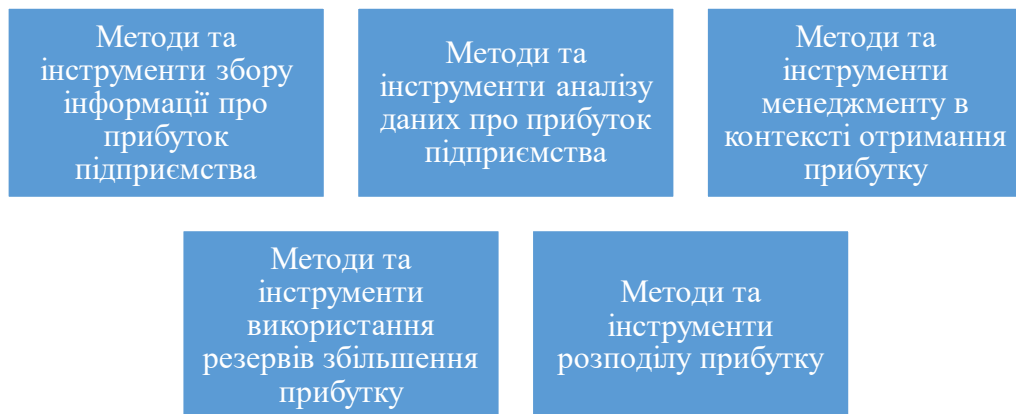 Методи та
інструменти збору
інформації про
прибуток
підприємства
Методи та
інструменти аналізу
даних про прибуток
підприємства
Методи та
інструменти
менеджменту в
контексті отримання
прибутку
Методи та
інструменти
використання
резервів збільшення
прибутку
Методи та
інструменти
розподілу прибутку